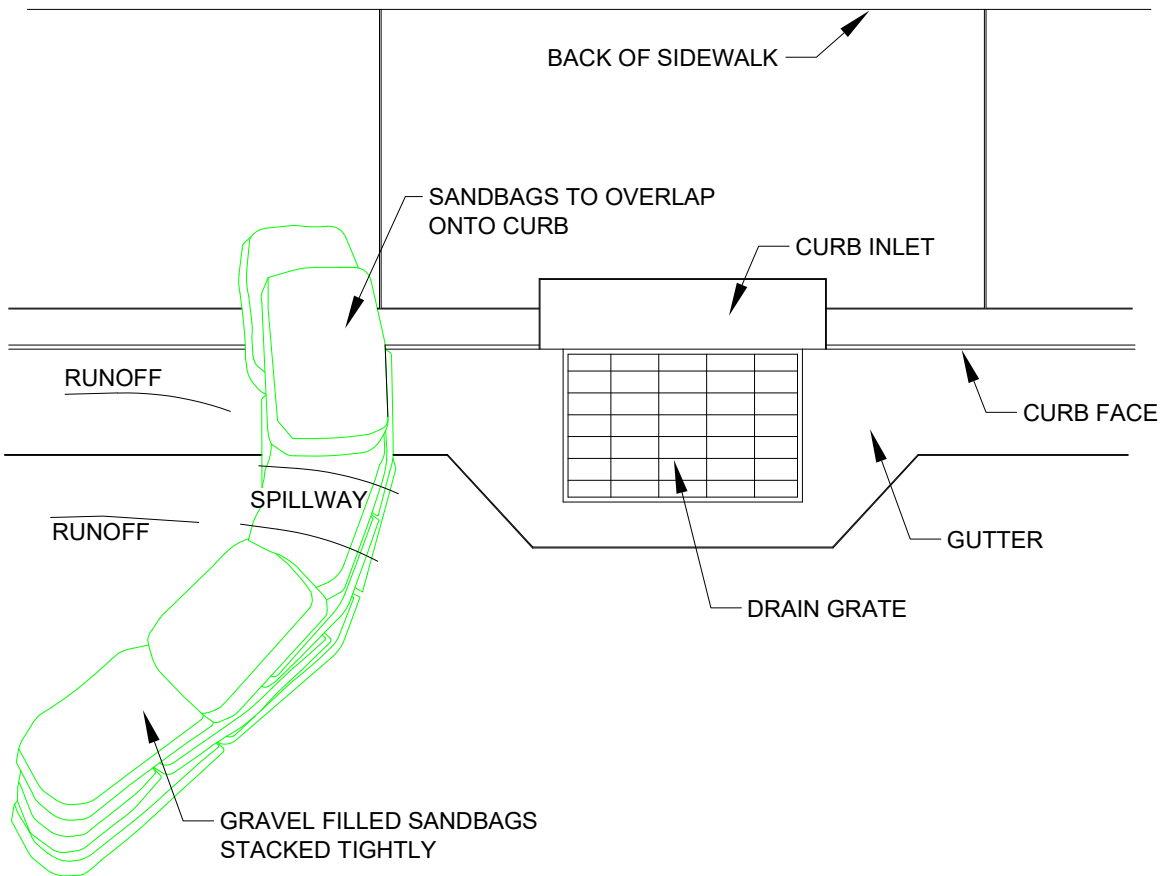 BACK OF SIDEWALK
SANDBAGS TO OVERLAP
ONTO CURB
CURB INLET
RUNOFF
CURB FACE
SPILLWAY
RUNOFF
GUTTER
DRAIN GRATE
GRAVEL FILLED SANDBAGS
STACKED TIGHTLY